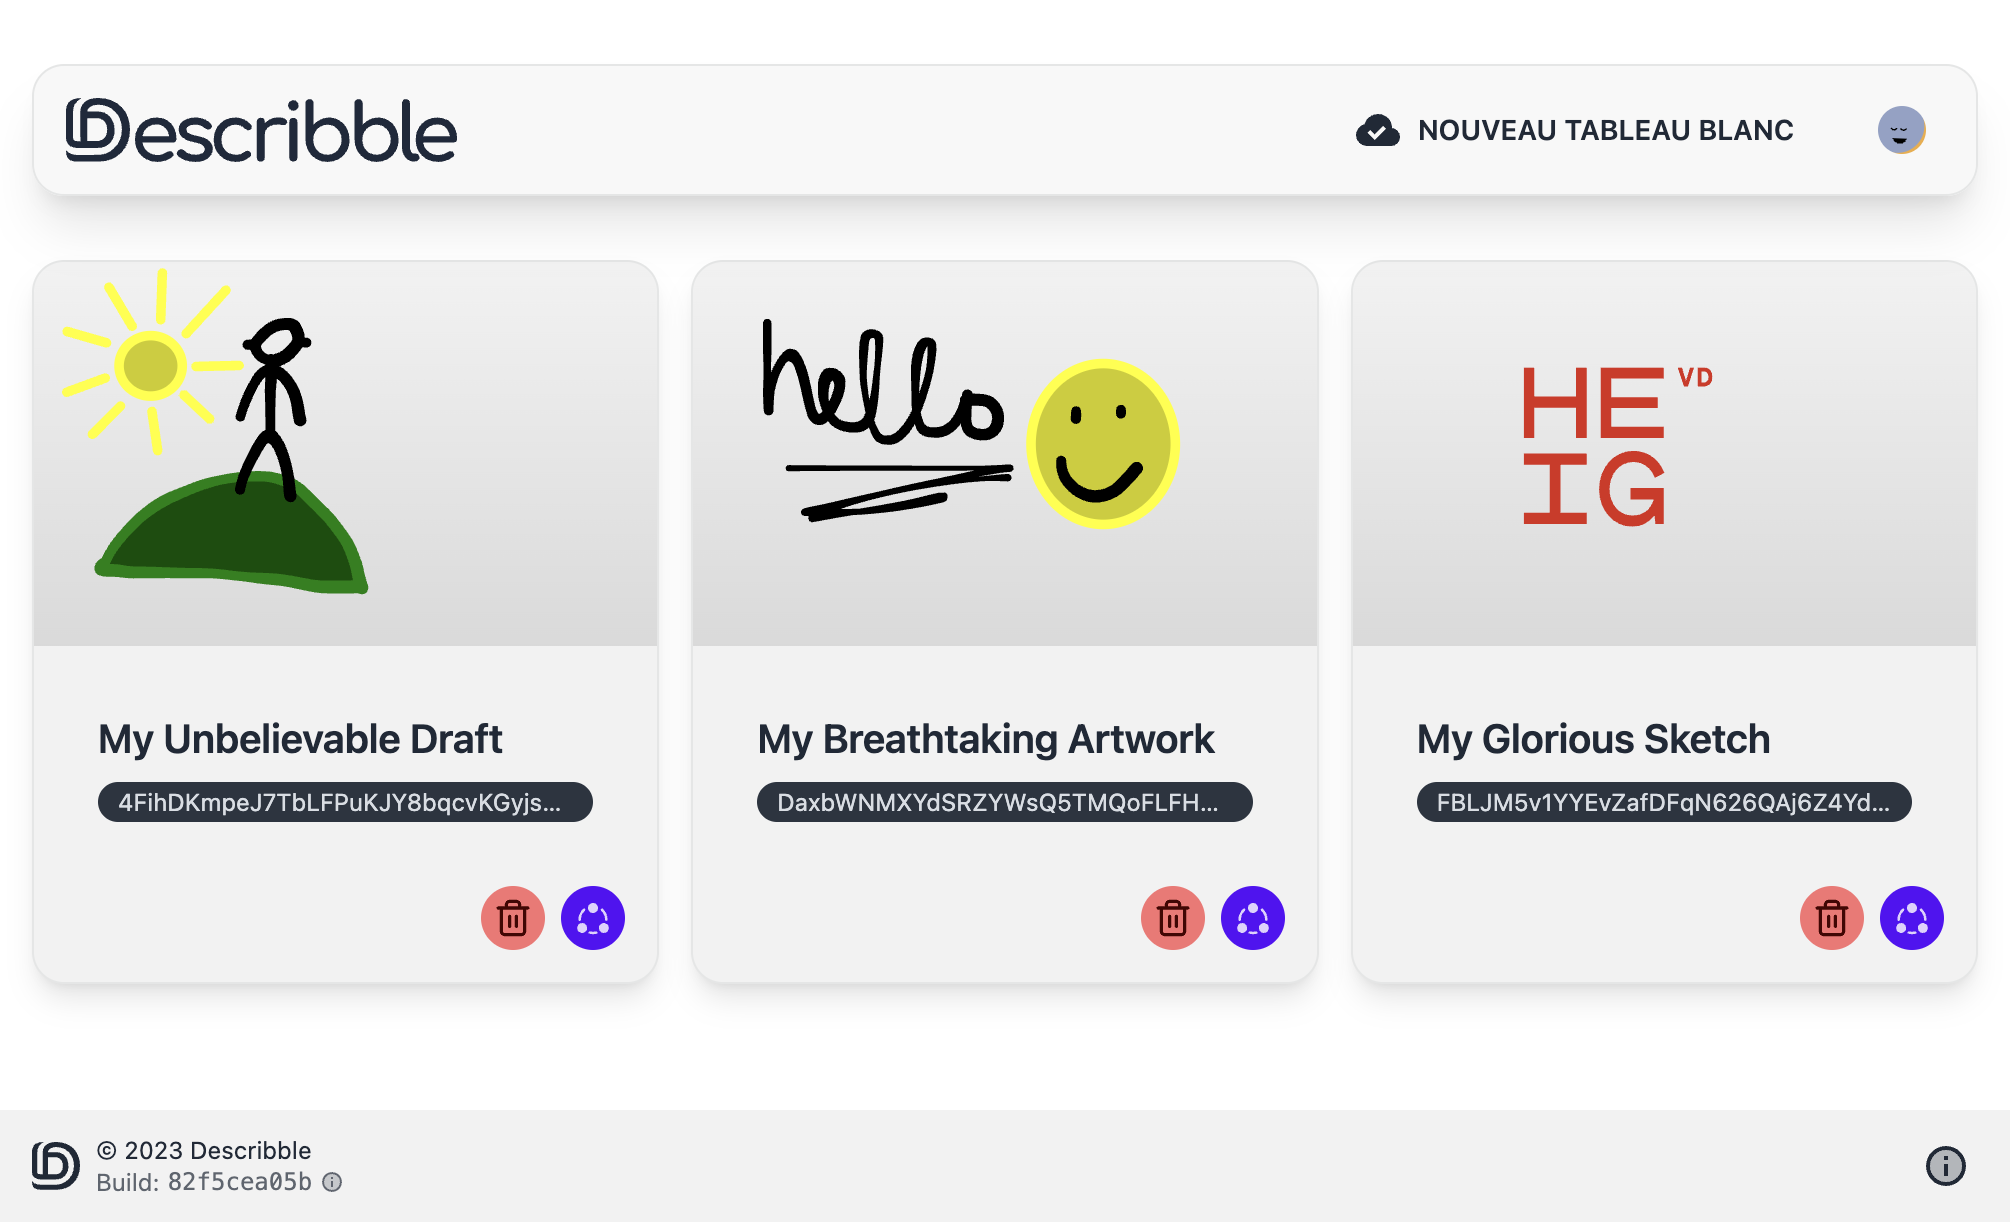 Describble
NOUVEAU TABLEAU BLANC
hello
HE VD
IG
My Unbelievable Draft
4FihDKmpeJ7TbLFPuKJY8bqcvKGyjs...
My Breathtaking Artwork
DaxbWNMXYdSRZYWsQ5TMQoFLFH...
My Glorious Sketch
FBLJM5v1YYEvZafDFqN626QAj6Z4Yd...
© 2023 Describble
Build: 82f5cea05b